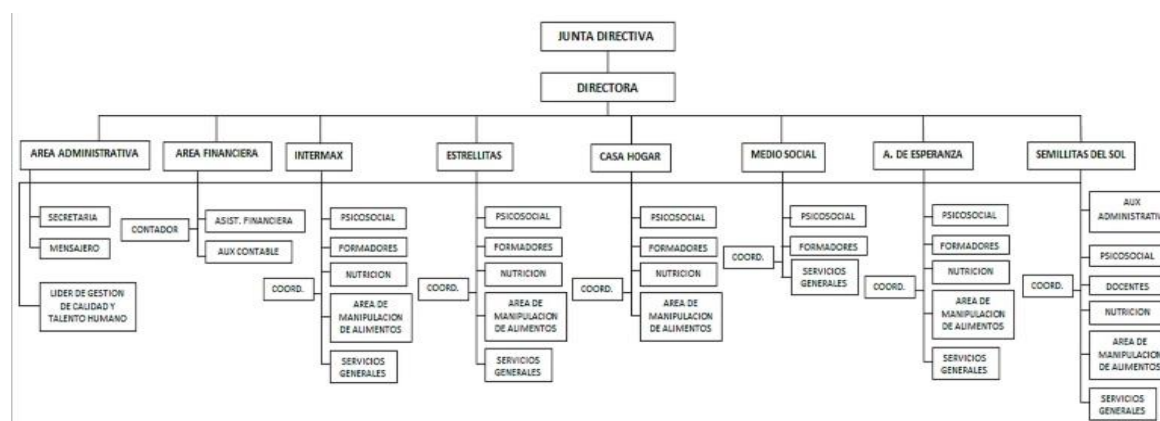 JUNTA DIRECTIVA
DIRECTORA
AREA ADMINISTRATIVA
AREA FINANCIERA
INTERMAX
ESTRELLITAS
CASA HOGAR
MEDIO SOCIAL
A. DE ESPERANZA
SEMILLITAS DEL SOL
SECRETARIA
MENSAJERO
LIDER DE GESTION
DE CALIDAD Y
TALENTO HUMANO
CONTADOR
ASIST. FINANCIERA
AUX CONTABLE
COORD.
PSICOSOCIAL
FORMADORES
NUTRICION
AREA DE
MANIPULACION
DE ALIMENTOS
SERVICIOS
GENERALES
COORD.
PSICOSOCIAL
FORMADORES
NUTRICION
AREA DE
MANIPULACION
DE ALIMENTOS
SERVICIOS
GENERALES
COORD.
PSICOSOCIAL
FORMADORES
NUTRICION
AREA DE
MANIPULACION
DE ALIMENTOS
COORD.
PSICOSOCIAL
FORMADORES
SERVICIOS
GENERALES
COORD.
PSICOSOCIAL
FORMADORES
NUTRICION
AREA DE
MANIPULACION
DE ALIMENTOS
SERVICIOS
GENERALES
COORD.
AUX
ADMINISTRATIV
PSICOSOCIAL
DOCENTES
NUTRICION
AREA DE
MANIPULACION
DE ALIMENTOS
SERVICIOS
GENERALES